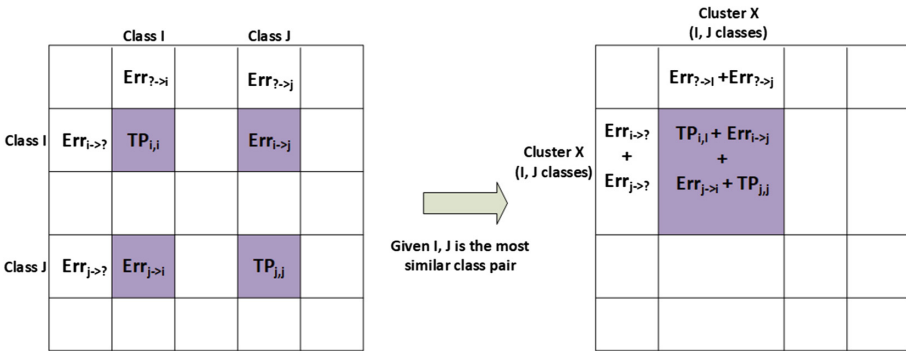 Class I
Class J
Err?->i
Err?->j
Class I
Erri->?
TPi,i
Erri->j
Class J
Errj->?
Errj->i
TPj,j
Given I, J is the most
similar class pair
Cluster X
(I, J classes)
Err?->I +Err?->j
Cluster X
(I, J classes)
Erri->?
+
Errj->?
TPi,I + Erri->j
+
Errj->i + TPj,j